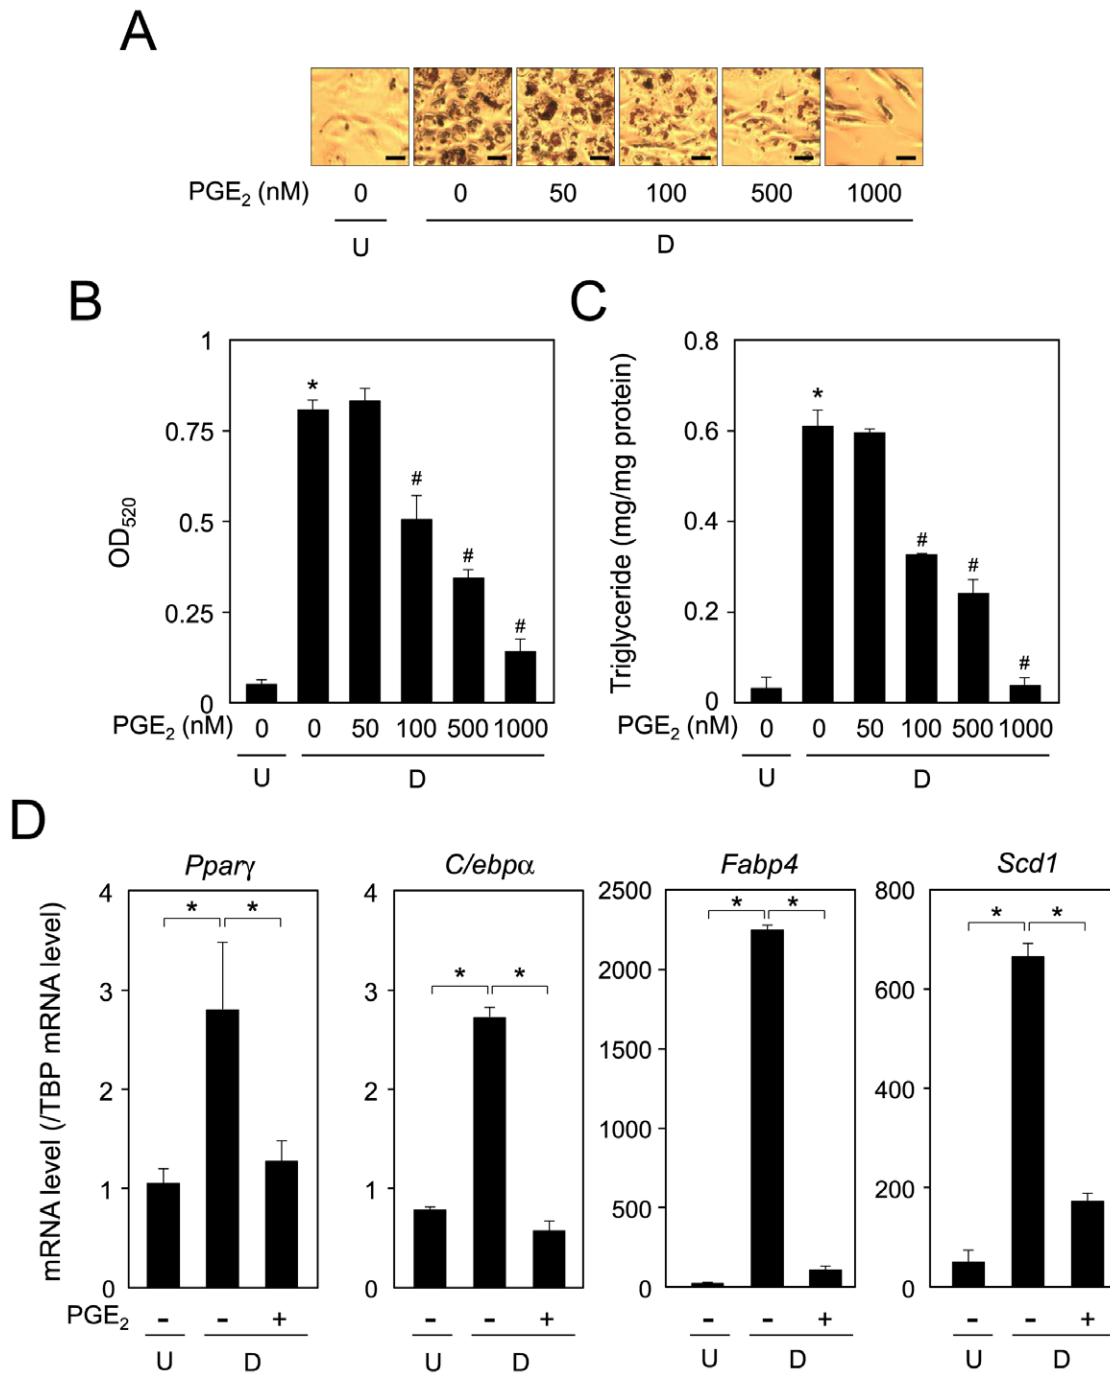 A
PGE₂ (nM) 0 0 50 100 500 1000
U D
B
1
0.75
0.5
0.25
0
OD₅₂₀
* # # #
PGE₂ (nM) 0 0 50 100 500 1000
U D
C
0.8
0.6
0.4
0.2
0
Triglyceride (mg/mg protein)
* # # #
PGE₂ (nM) 0 0 50 100 500 1000
U D
D
mRNA level (/TBP mRNA level)
Pparγ
4
3
2
1
0
* *
PGE₂ - - +
U D
C/ebpα
4
3
2
1
0
* *
- - +
U D
Fabp4
2500
2000
1500
1000
500
0
* *
- - +
U D
Scd1
800
600
400
200
0
* *
- - +
U D